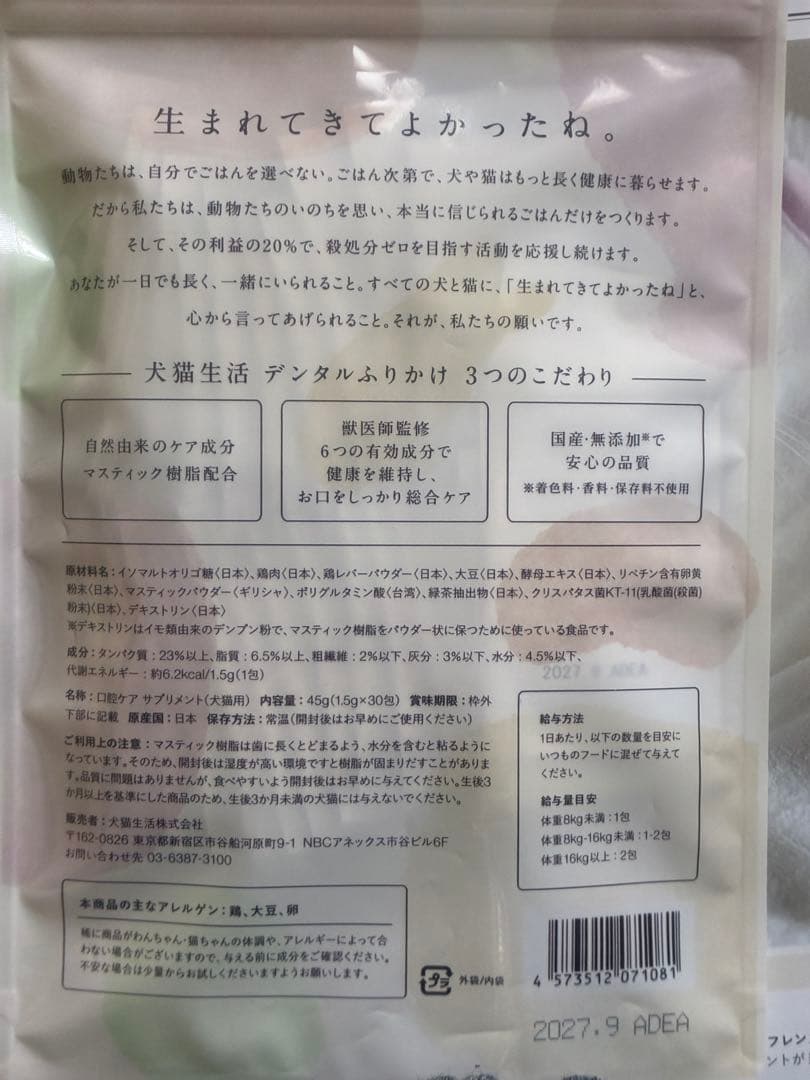 生まれてきてよかったね。
動物たちは、自分でごはんを選べない。ごはん次第で、犬や猫はもっと長く健康に暮らせます。
だから私たちは、動物たちのいのちを思い、本当に信じられるごはんだけをつくります。
そして、その利益の20%で、殺処分ゼロを目指す活動を応援し続けます。
あなたが一日でも長く、一緒にいられること。すべての犬と猫に、「生まれてきてよかったね」と、
心から言ってあげられること。それが、私たちの願いです。
犬猫生活 デンタルふりかけ 3つのこだわり
自然由来のケア成分
マスティック樹脂配合
獣医師監修
6つの有効成分で
健康を維持し、
お口をしっかり総合ケア
国産・無添加※で
安心の品質
※着色料・香料・保存料不使用
原材料名:イソマルトオリゴ糖〈日本〉、鶏肉〈日本〉、鶏レバーパウダー〈日本〉、大豆〈日本〉、酵母エキス〈日本〉、リベチン含有卵黄
粉末〈日本〉、マスティックパウダー〈ギリシャ〉、ポリグルタミン酸〈台湾〉、緑茶抽出物〈日本〉、クリスパタス菌KT-11(乳酸菌(殺菌)
粉末)〈日本〉、デキストリン〈日本〉
※デキストリンはイモ類由来のデンプン粉で、マスティック樹脂をパウダー状に保つために使っている食品です。
成分:タンパク質:23%以上、脂質:6.5%以上、粗繊維:2%以下、灰分:3%以下、水分:4.5%以下、
代謝エネルギー:約6.2kcal/1.5g(1包)
名称:口腔ケア サプリメント(犬猫用) 内容量:45g(1.5g×30包) 賞味期限:枠外
下部に記載 原産国:日本 保存方法:常温(開封後はお早めにご使用ください)
ご利用上の注意:マスティック樹脂は歯に長くとどまるよう、水分を含むと粘るように
なっています。そのため、開封後は湿度が高い環境ですと樹脂が固まりだすことがありま
す。品質に問題はありませんが、食べやすいよう開封後はお早めに与えてください。生後3
か月以上を基準にした商品のため、生後3か月未満の犬猫には与えないでください。
販売者:犬猫生活株式会社
〒162-0826 東京都新宿区市谷船河原町9-1 NBCアネックス市谷ビル6F
お問い合わせ先 03-6387-3100
2027.9 ADEA
給与方法
1日あたり、以下の数量を目安に
いつものフードに混ぜて与えて
ください。
給与量目安
体重8kg未満:1包
体重8kg-16kg未満:1-2包
体重16kg以上:2包
本商品の主なアレルゲン:鶏、大豆、卵
稀に商品がわんちゃん・猫ちゃんの体調や、アレルギーによって合
わない場合がございますので、与える前に成分をご確認ください。
不安な場合は少量からお試しくださいますようお願いします。
プラ
外袋/内袋
4 573512 071081
2027.9 ADEA
フレン
ントが